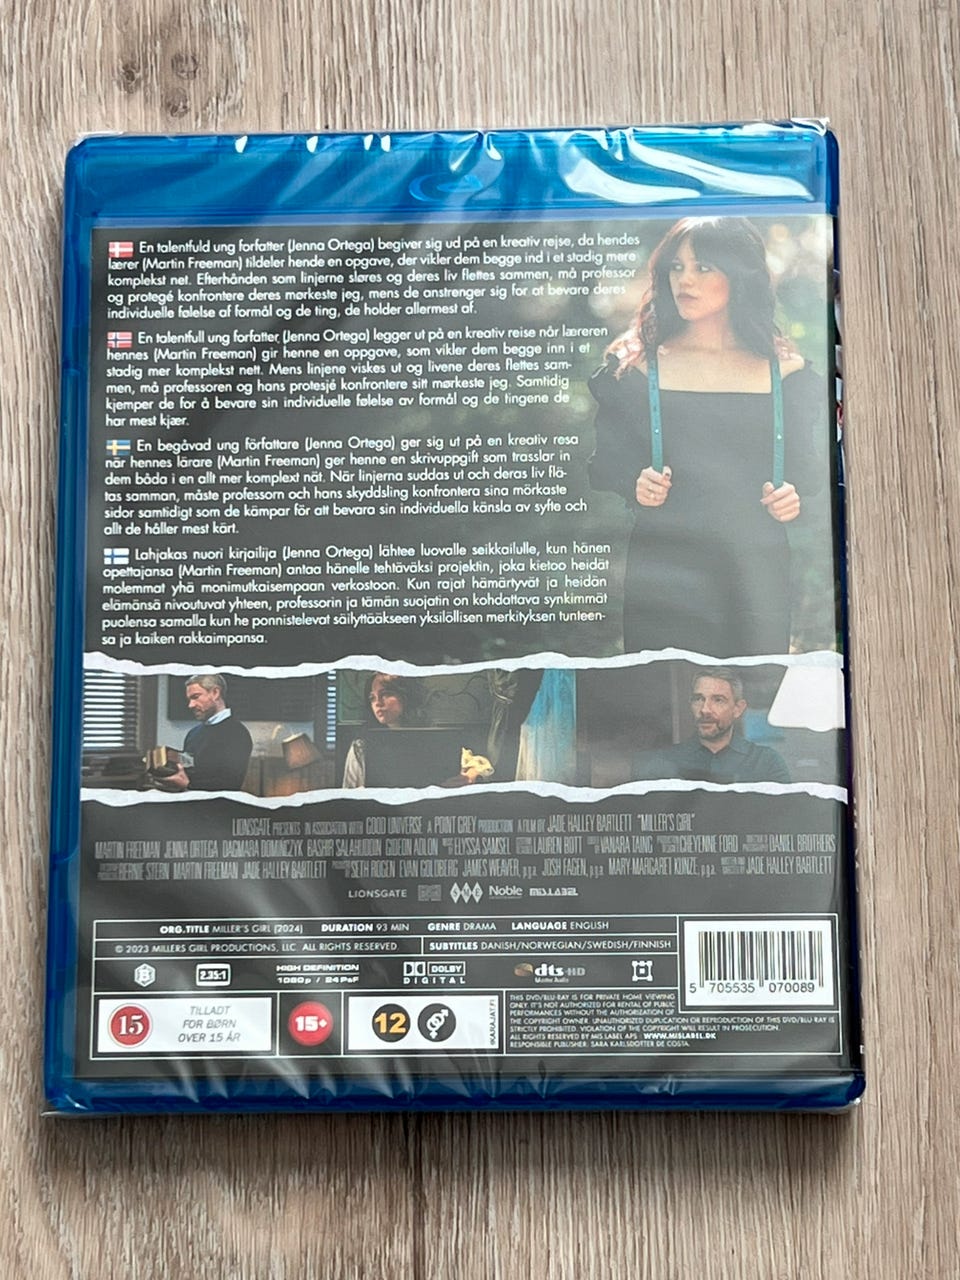 En talentfuld ung forfatter (Jenna Ortega) begiver sig ud på en kreativ rejse, da hendes
lærer (Martin Freeman) tildeler hende en opgave, der vikler dem begge ind i et stadig mere
komplekst net. Efterhånden som linjerne sløres og deres liv flettes sammen, må professor
og protegé konfrontere deres mørkeste jeg, mens de anstrenger sig for at bevare deres
individuelle følelse af formål og de ting, de holder allermest af.
En talentfull ung forfatter (Jenna Ortega) legger ut på en kreativ reise når læreren
hennes (Martin Freeman) gir henne en oppgave, som vikler dem begge inn i et
stadig mer komplekst nett. Mens linjene viskes ut og livene deres flettes sam-
men, må professoren og hans protesjé konfrontere sitt mørkeste jeg. Samtidig
kjemper de for å bevare sin individuelle følelse av formål og de tingene de
har mest kjær.
En begåvad ung författare (Jenna Ortega) ger sig ut på en kreativ resa
när hennes lärare (Martin Freeman) ger henne en skrivuppgift som trasslar in
dem båda i en allt mer komplext nät. När linjerna suddas ut och deras liv flä-
tas samman, måste professorn och hans skyddsling konfrontera sina mörkaste
sidor samtidigt som de kämpar för att bevara sin individuella känsla av syfte och
allt de håller mest kärt.
Lahjakas nuori kirjailija (Jenna Ortega) lähtee luovalle seikkailulle, kun hänen
opettajansa (Martin Freeman) antaa hänelle tehtäväksi projektin, joka kietoo heidät
molemmat yhä monimutkaisempaan verkostoon. Kun rajat hämärtyvät ja heidän
elämänsä nivoutuvat yhteen, professorin ja tämän suojatin on kohdattava synkimmät
puolensa samalla kun he ponnistelevat säilyttääkseen yksilöllisen merkityksen tunteen-
sa ja kaiken rakkaimpansa.
LIONSGATE PRESENTS IN ASSOCIATION WITH GOOD UNIVERSE A POINT GREY PRODUCTION A FILM BY JADE HALLEY BARTLETT "MILLER'S GIRL"
MARTIN FREEMAN JENNA ORTEGA DAGMARA DOMIŃCZYK BASHIR SALAHUDDIN GIDEON ADLON ELYSSA SAMSEL LAUREN BOTT VANARA TAING CHEYENNE FORD DANIEL BROTHERS
BERNIE STERN MARTIN FREEMAN JADE HALLEY BARTLETT SETH ROGEN EVAN GOLDBERG JAMES WEAVER, p.g.a. JOSH FAGEN, p.g.a. MARY MARGARET KUNZE, p.g.a. JADE HALLEY BARTLETT
LIONSGATE SME Noble MISLABEL
ORG.TITLE MILLER'S GIRL (2024) DURATION 93 MIN GENRE DRAMA LANGUAGE ENGLISH
© 2023 MILLERS GIRL PRODUCTIONS, LLC. ALL RIGHTS RESERVED. SUBTITLES DANISH/NORWEGIAN/SWEDISH/FINNISH
B 2.35:1 HIGH DEFINITION
1080p / 24 PsF DOLBY
DIGITAL dts-HD
Master Audio
5 705535 070089
15 TILLADT
FOR BØRN
OVER 15 ÅR
15+
12
IKARAJAT.FI
THIS DVD/BLU-RAY IS FOR PRIVATE HOME VIEWING
ONLY. IT'S NOT AUTHORIZED FOR RENTAL OF PUBLIC
PERFORMANCES WITHOUT THE AUTHORIZATION OF
THE COPYRIGHT OWNER. UNAUTHORIZED DUPLICATION OR REPRODUCTION OF THIS DVD/BLU-RAY IS
STRICTLY PROHIBITED. VIOLATION OF THE COPYRIGHT WILL RESULT IN PROSECUTION.
ALL RIGHTS RESERVED BY MIS.LABEL APS WWW.MISLABEL.DK
RESPONSIBLE PUBLISHER: SARA KARLSDOTTER DE COSTA.